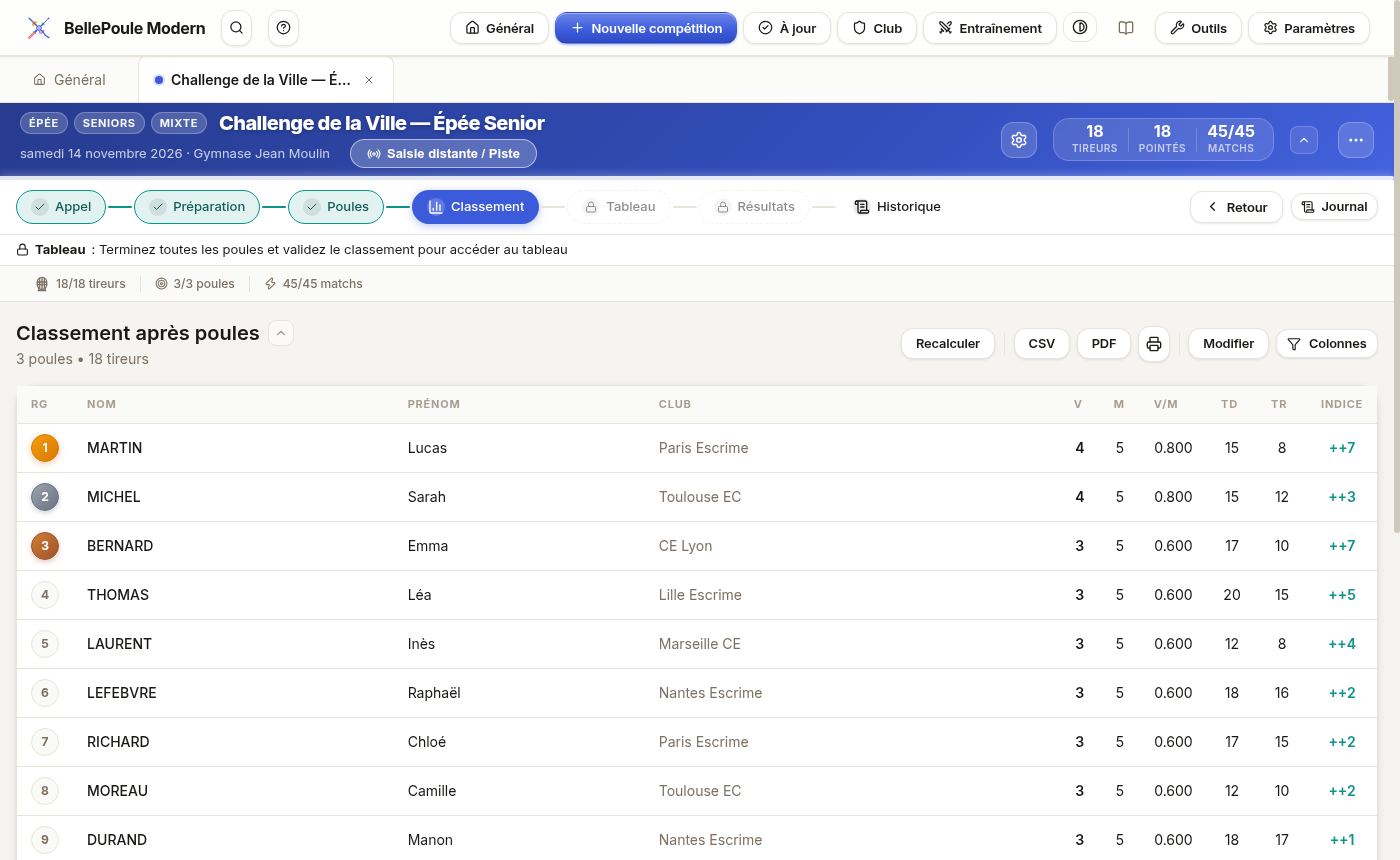 BellePoule Modern
Général
Nouvelle compétition
À jour
Club
Entraînement
Outils
Paramètres
Général
Challenge de la Ville — É...
ÉPÉE SENIORS MIXTE Challenge de la Ville — Épée Senior
samedi 14 novembre 2026 · Gymnase Jean Moulin Saisie distante / Piste
18 TIREURS
18 POINTÉS
45/45 MATCHS
Appel
Préparation
Poules
Classement
Tableau
Résultats
Historique
Retour
Journal
Tableau : Terminez toutes les poules et validez le classement pour accéder au tableau
18/18 tireurs 3/3 poules 45/45 matchs
Classement après poules
3 poules • 18 tireurs
Recalculer CSV PDF Modifier Colonnes
RG NOM PRÉNOM CLUB V M V/M TD TR INDICE
1 MARTIN Lucas Paris Escrime 4 5 0.800 15 8 ++7
2 MICHEL Sarah Toulouse EC 4 5 0.800 15 12 ++3
3 BERNARD Emma CE Lyon 3 5 0.600 17 10 ++7
4 THOMAS Léa Lille Escrime 3 5 0.600 20 15 ++5
5 LAURENT Inès Marseille CE 3 5 0.600 12 8 ++4
6 LEFEBVRE Raphaël Nantes Escrime 3 5 0.600 18 16 ++2
7 RICHARD Chloé Paris Escrime 3 5 0.600 17 15 ++2
8 MOREAU Camille Toulouse EC 3 5 0.600 12 10 ++2
9 DURAND Manon Nantes Escrime 3 5 0.600 18 17 ++1